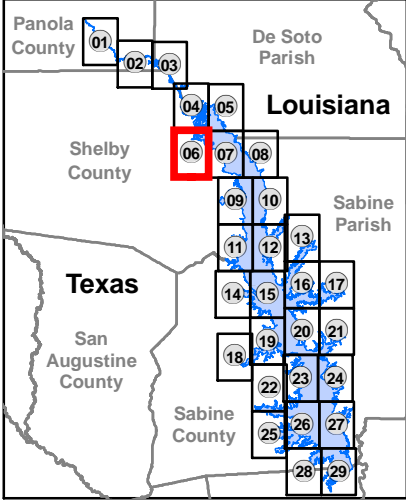 Panola
County
01
02
03
De Soto
Parish
04
05
Louisiana
Shelby
County
06
07
08
09
10
Sabine
Parish
11
12
13
Texas
14
15
16
17
San
Augustine
County
18
19
20
21
22
23
24
Sabine
County
25
26
27
28
29